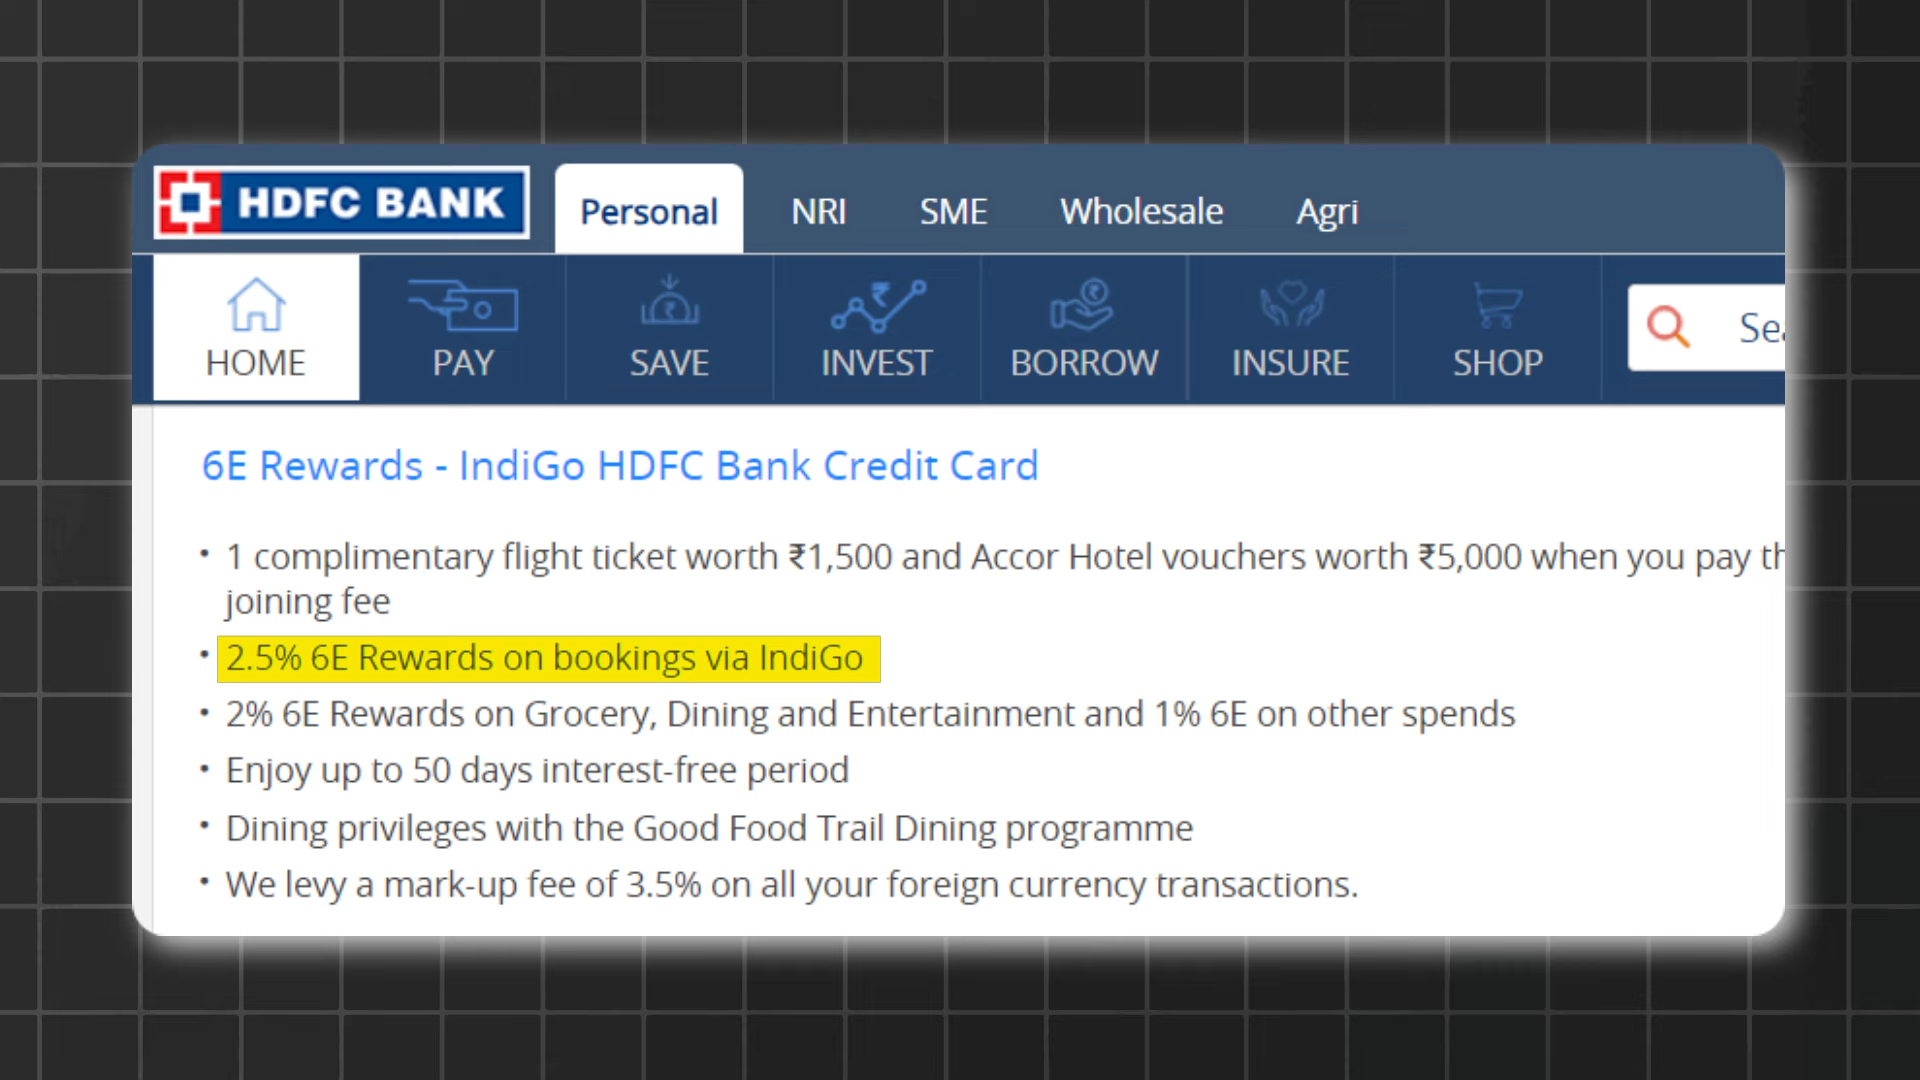 HDFC BANK
Personal NRI SME Wholesale Agri
HOME PAY SAVE INVEST BORROW INSURE SHOP
6E Rewards - IndiGo HDFC Bank Credit Card
• 1 complimentary flight ticket worth ₹1,500 and Accor Hotel vouchers worth ₹5,000 when you pay
joining fee
• 2.5% 6E Rewards on bookings via IndiGo
• 2% 6E Rewards on Grocery, Dining and Entertainment and 1% 6E on other spends
• Enjoy up to 50 days interest-free period
• Dining privileges with the Good Food Trail Dining programme
• We levy a mark-up fee of 3.5% on all your foreign currency transactions.